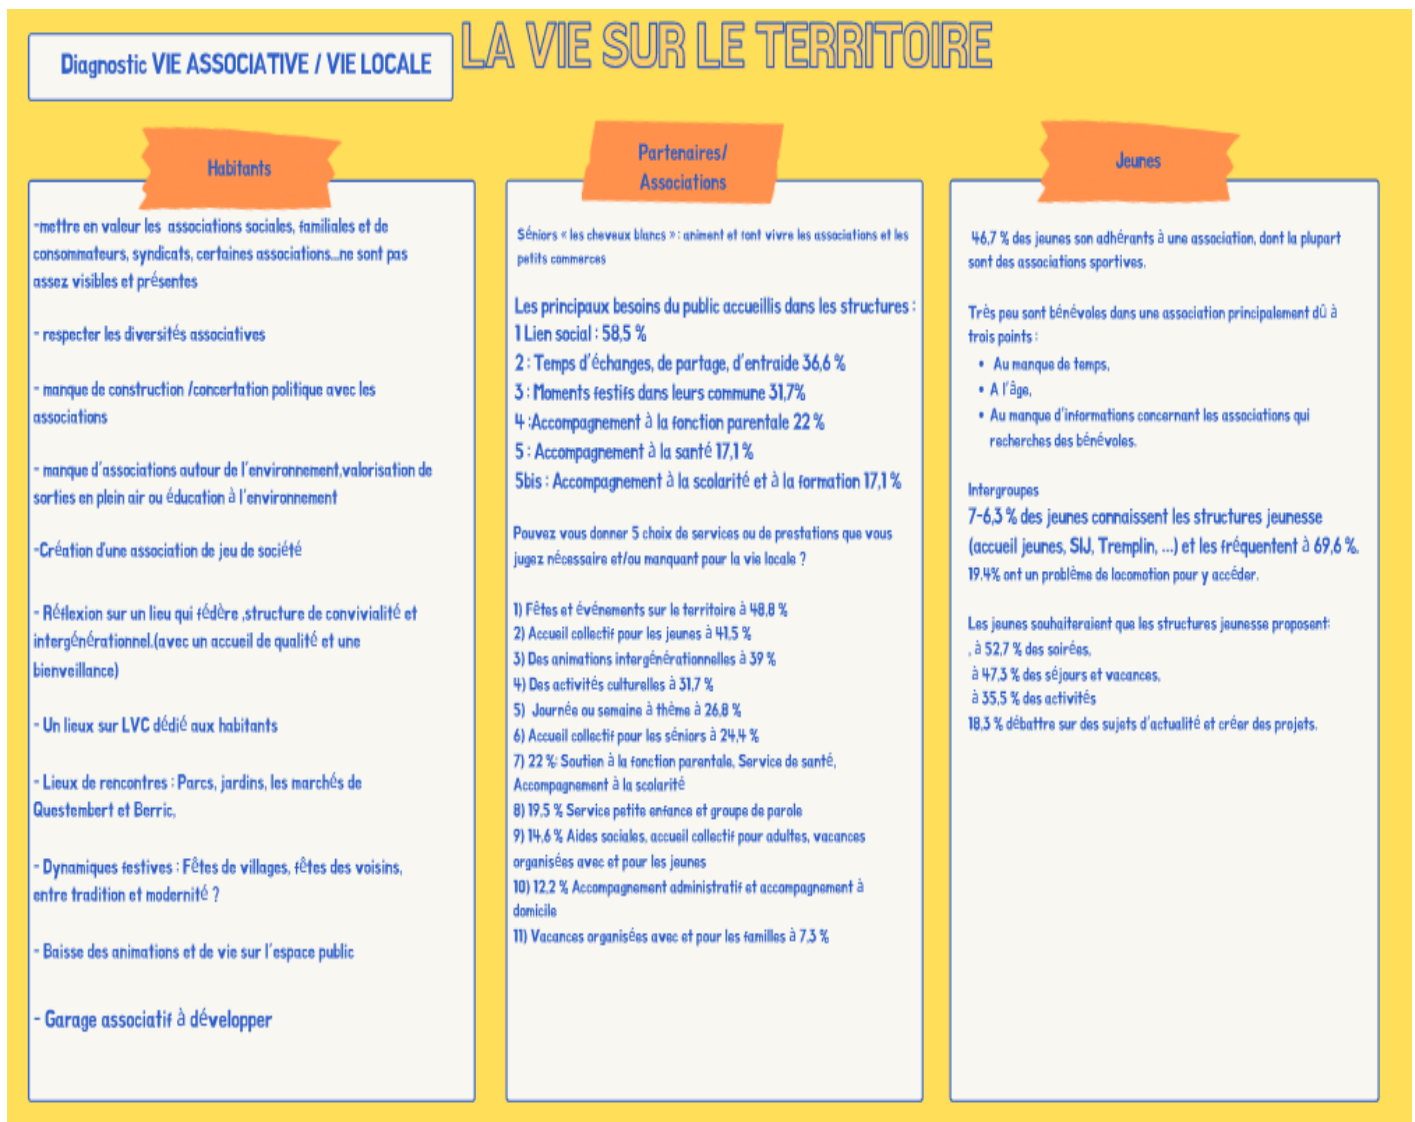 Diagnostic VIE ASSOCIATIVE / VIE LOCALE
LA VIE SUR LE TERRITOIRE
Habitants
-mettre en valeur les associations sociales, familiales et de
consommateurs, syndicats, certaines associations...ne sont pas
assez visibles et présentes
- respecter les diversités associatives
- manque de construction /concertation politique avec les
associations
- manque d'associations autour de l'environnement,valorisation de
sorties en plein air ou éducation à l'environnement
-Création d'une association de jeu de société
- Réflexion sur un lieu qui fédère ,structure de convivialité et
intergénérationnel.(avec un accueil de qualité et une
bienveillance)
- Un lieux sur LVC dédié aux habitants
- Lieux de rencontres : Parcs, jardins, les marchés de
Questembert et Berric,
- Dynamiques festives : Fêtes de villages, fêtes des voisins,
entre tradition et modernité ?
- Baisse des animations et de vie sur l'espace public
- Garage associatif à développer
Partenaires/
Associations
Séniors « les cheveux blancs » : animent et font vivre les associations et les
petits commerces
Les principaux besoins du public accueillis dans les structures :
1 Lien social : 58,5 %
2 : Temps d'échanges, de partage, d'entraide 36,6 %
3 : Moments festifs dans leurs commune 31,7%
4 :Accompagnement à la fonction parentale 22 %
5 : Accompagnement à la santé 17,1 %
5bis : Accompagnement à la scolarité et à la formation 17,1 %
Pouvez vous donner 5 choix de services ou de prestations que vous
jugez nécessaire et/ou manquant pour la vie locale ?
1) Fêtes et événements sur le territoire à 48,8 %
2) Accueil collectif pour les jeunes à 41,5 %
3) Des animations intergénérationnelles à 39 %
4) Des activités culturelles à 31,7 %
5) Journée ou semaine à thème à 26,8 %
6) Accueil collectif pour les séniors à 24,4 %
7) 22 %: Soutien à la fonction parentale, Service de santé,
Accompagnement à la scolarité
8) 19,5 % Service petite enfance et groupe de parole
9) 14,6 % Aides sociales, accueil collectif pour adultes, vacances
organisées avec et pour les jeunes
10) 12,2 % Accompagnement administratif et accompagnement à
domicile
11) Vacances organisées avec et pour les familles à 7,3 %
Jeunes
46,7 % des jeunes son adhérants à une association, dont la plupart
sont des associations sportives.
Très peu sont bénévoles dans une association principalement dû à
trois points :
• Au manque de temps,
• A l'âge,
• Au manque d'informations concernant les associations qui
recherches des bénévoles.
Intergroupes
7-6,3 % des jeunes connaissent les structures jeunesse
(accueil jeunes, SIJ, Tremplin, ...) et les fréquentent à 69,6 %.
19.4% ont un problème de locomotion pour y accéder.
Les jeunes souhaiteraient que les structures jeunesse proposent:
, à 52,7 % des soirées,
à 47,3 % des séjours et vacances,
à 35,5 % des activités
18,3 % débattre sur des sujets d'actualité et créer des projets.